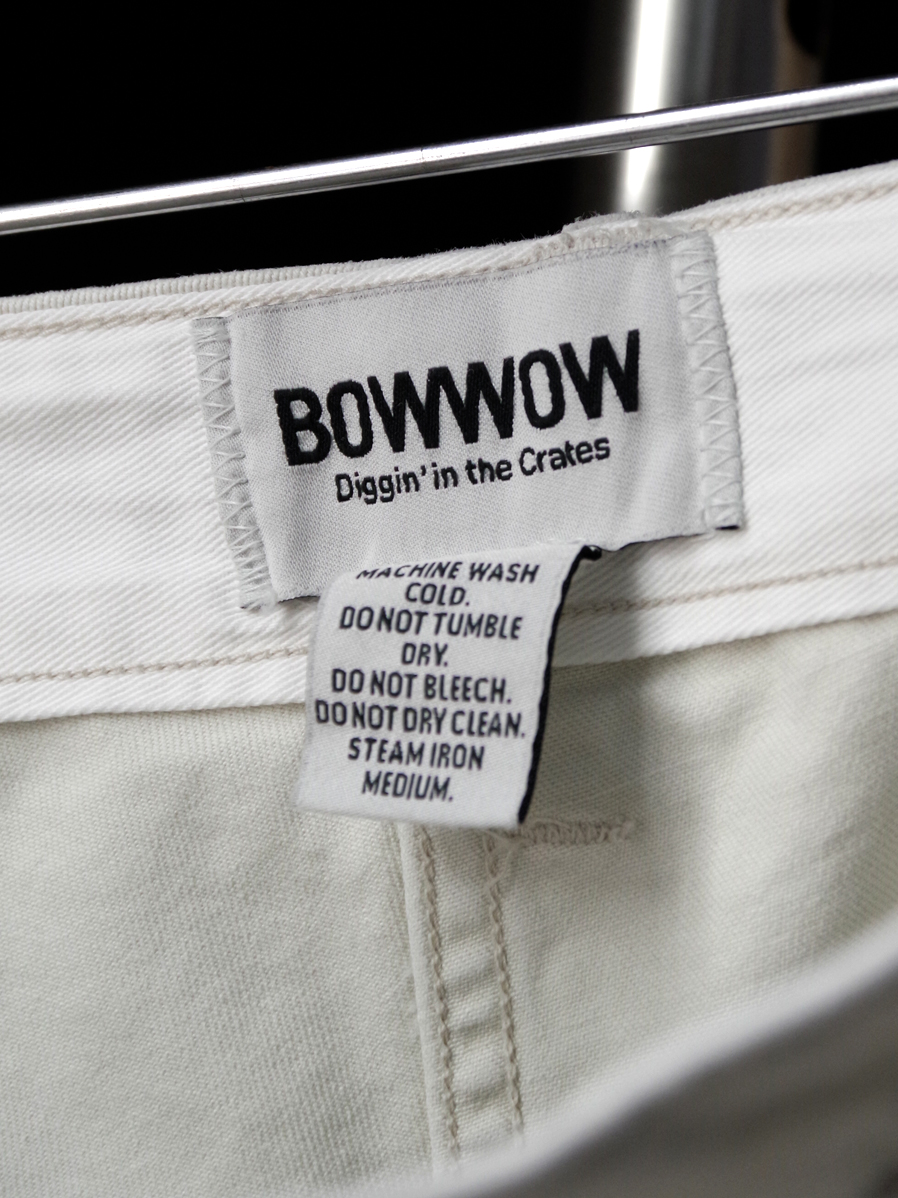 BOWWOW
Diggin' in the Crates
MACHINE WASH
COLD.
DO NOT TUMBLE
DRY.
DO NOT BLEECH.
DO NOT DRY CLEAN.
STEAM IRON
MEDIUM.